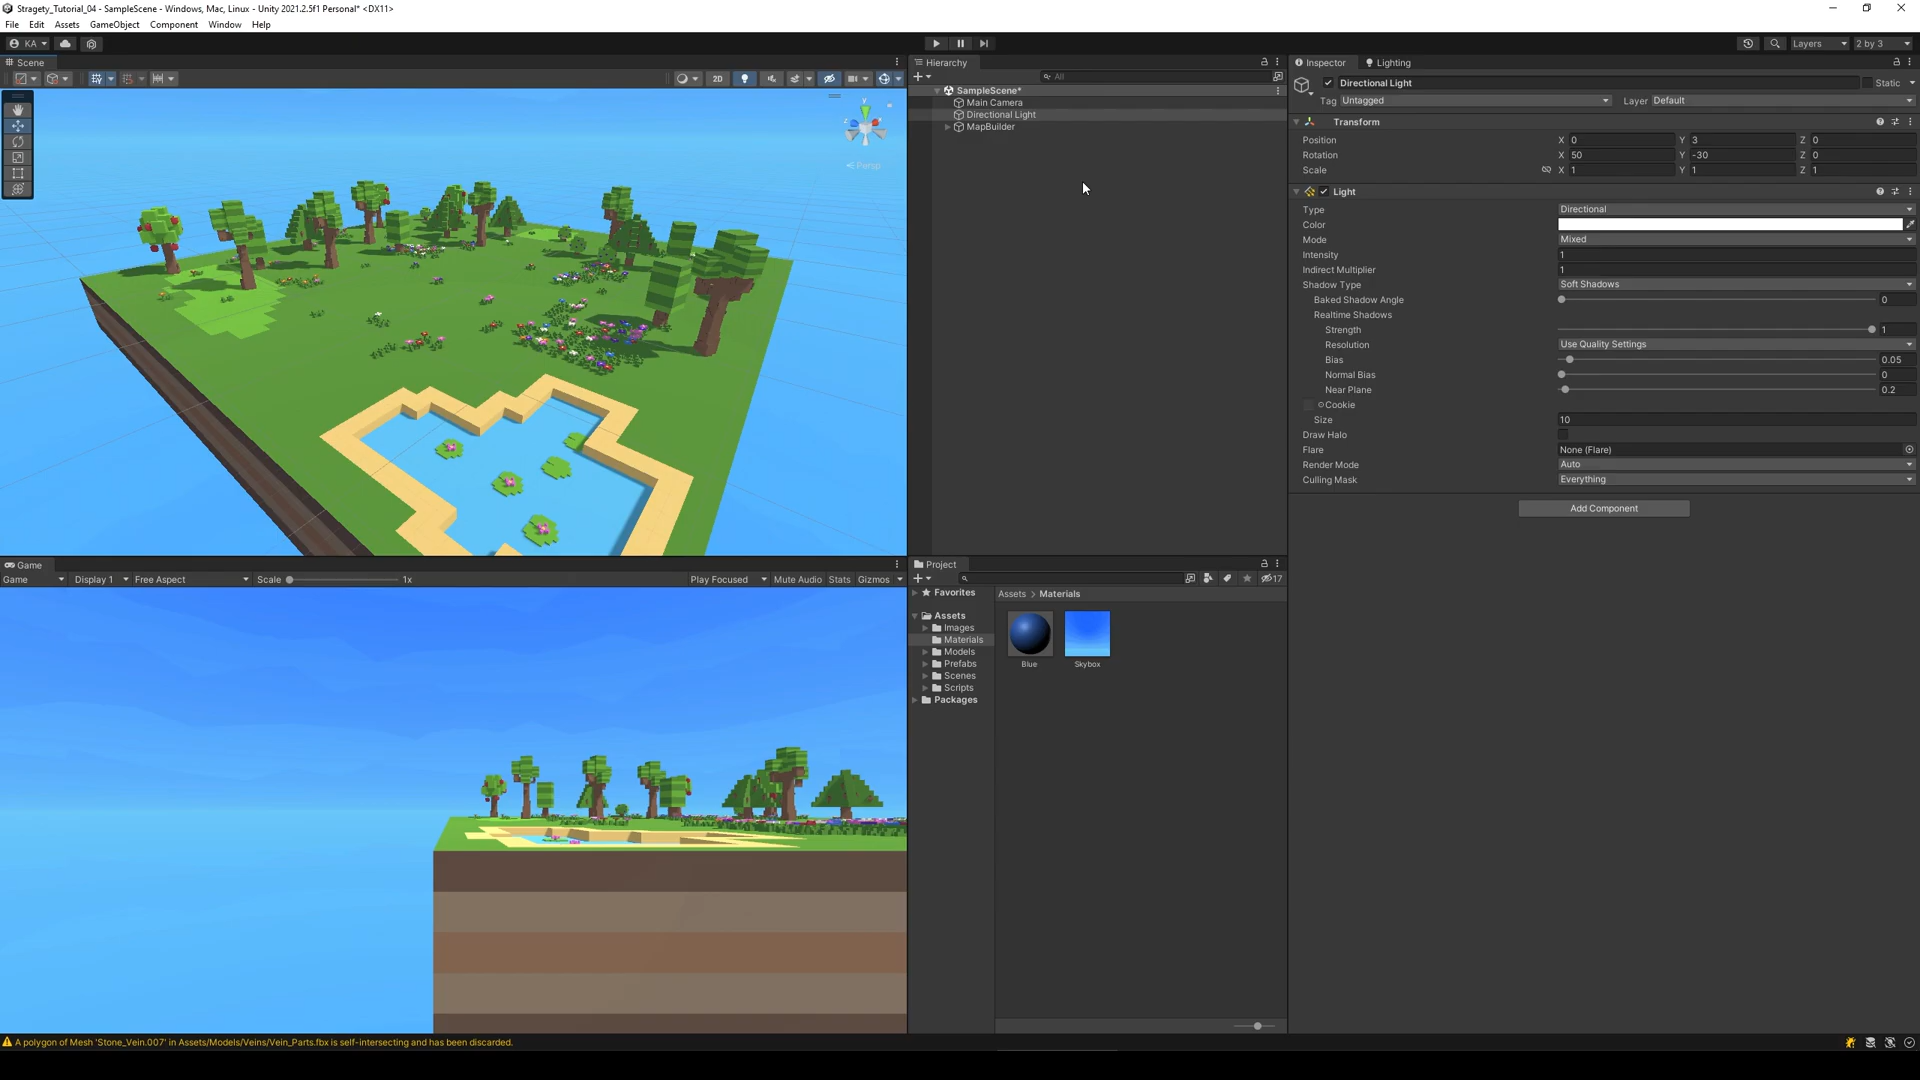 Stragety_Tutorial_04 - SampleScene - Windows, Mac, Linux - Unity 2021.2.5f1 Personal* <DX11>
File Edit Assets GameObject Component Window Help
KA Layers 2 by 3
Scene
2D
y
z
Persp
Hierarchy
All
SampleScene*
Main Camera
Directional Light
MapBuilder
Game
Game Display 1 Free Aspect Scale 1x Play Focused Mute Audio Stats Gizmos
Project
17
Favorites
Assets
Images
Materials
Models
Prefabs
Scenes
Scripts
Packages
Assets > Materials
Blue Skybox
Inspector Lighting
Directional Light Static
Tag Untagged Layer Default
Transform
Position X 0 Y 3 Z 0
Rotation X 50 Y -30 Z 0
Scale X 1 Y 1 Z 1
Light
Type Directional
Color
Mode Mixed
Intensity 1
Indirect Multiplier 1
Shadow Type Soft Shadows
Baked Shadow Angle 0
Realtime Shadows
Strength 1
Resolution Use Quality Settings
Bias 0.05
Normal Bias 0
Near Plane 0.2
Cookie
Size 10
Draw Halo
Flare None (Flare)
Render Mode Auto
Culling Mask Everything
Add Component
A polygon of Mesh 'Stone_Vein.007' in Assets/Models/Veins/Vein_Parts.fbx is self-intersecting and has been discarded.